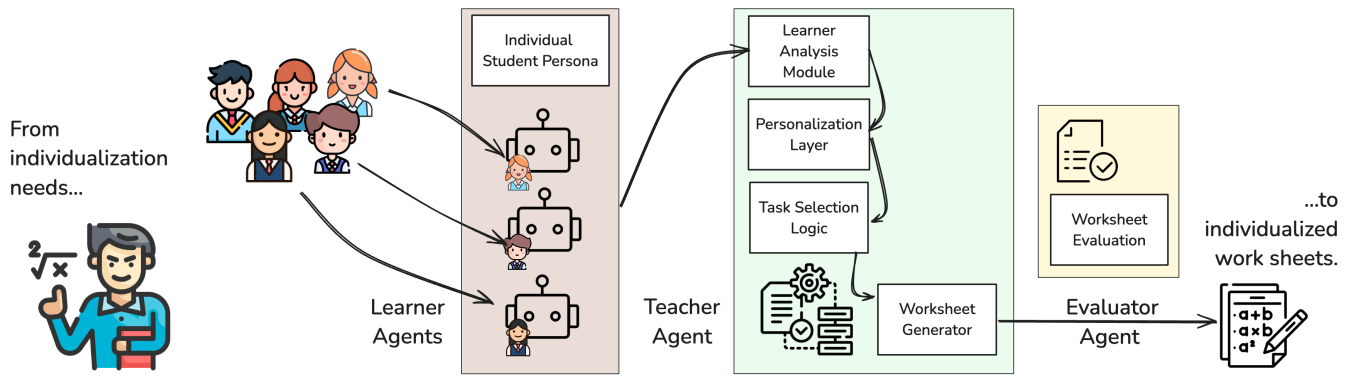 From
individualization
needs...
2
√x
Learner
Agents
Individual
Student Persona
Teacher
Agent
Learner
Analysis
Module
Personalization
Layer
Task Selection
Logic
Worksheet
Generator
Worksheet
Evaluation
Evaluator
Agent
...to
individualized
work sheets.
a+b
a×b
a²